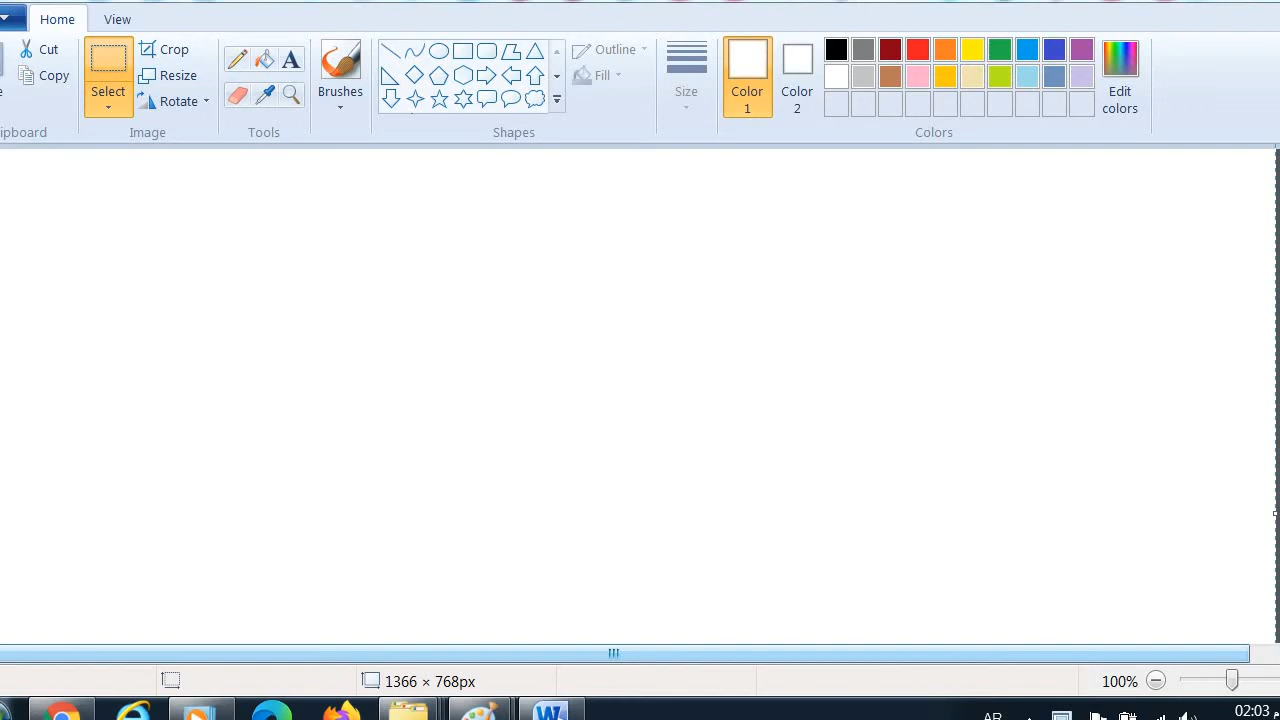 Home View
Cut
Copy
Select
Crop
Resize
Rotate
Brushes
Outline
Fill
Size
Color 1
Color 2
Edit colors
Image
Tools
Shapes
Colors
1366 × 768px
100%
AR
02:03